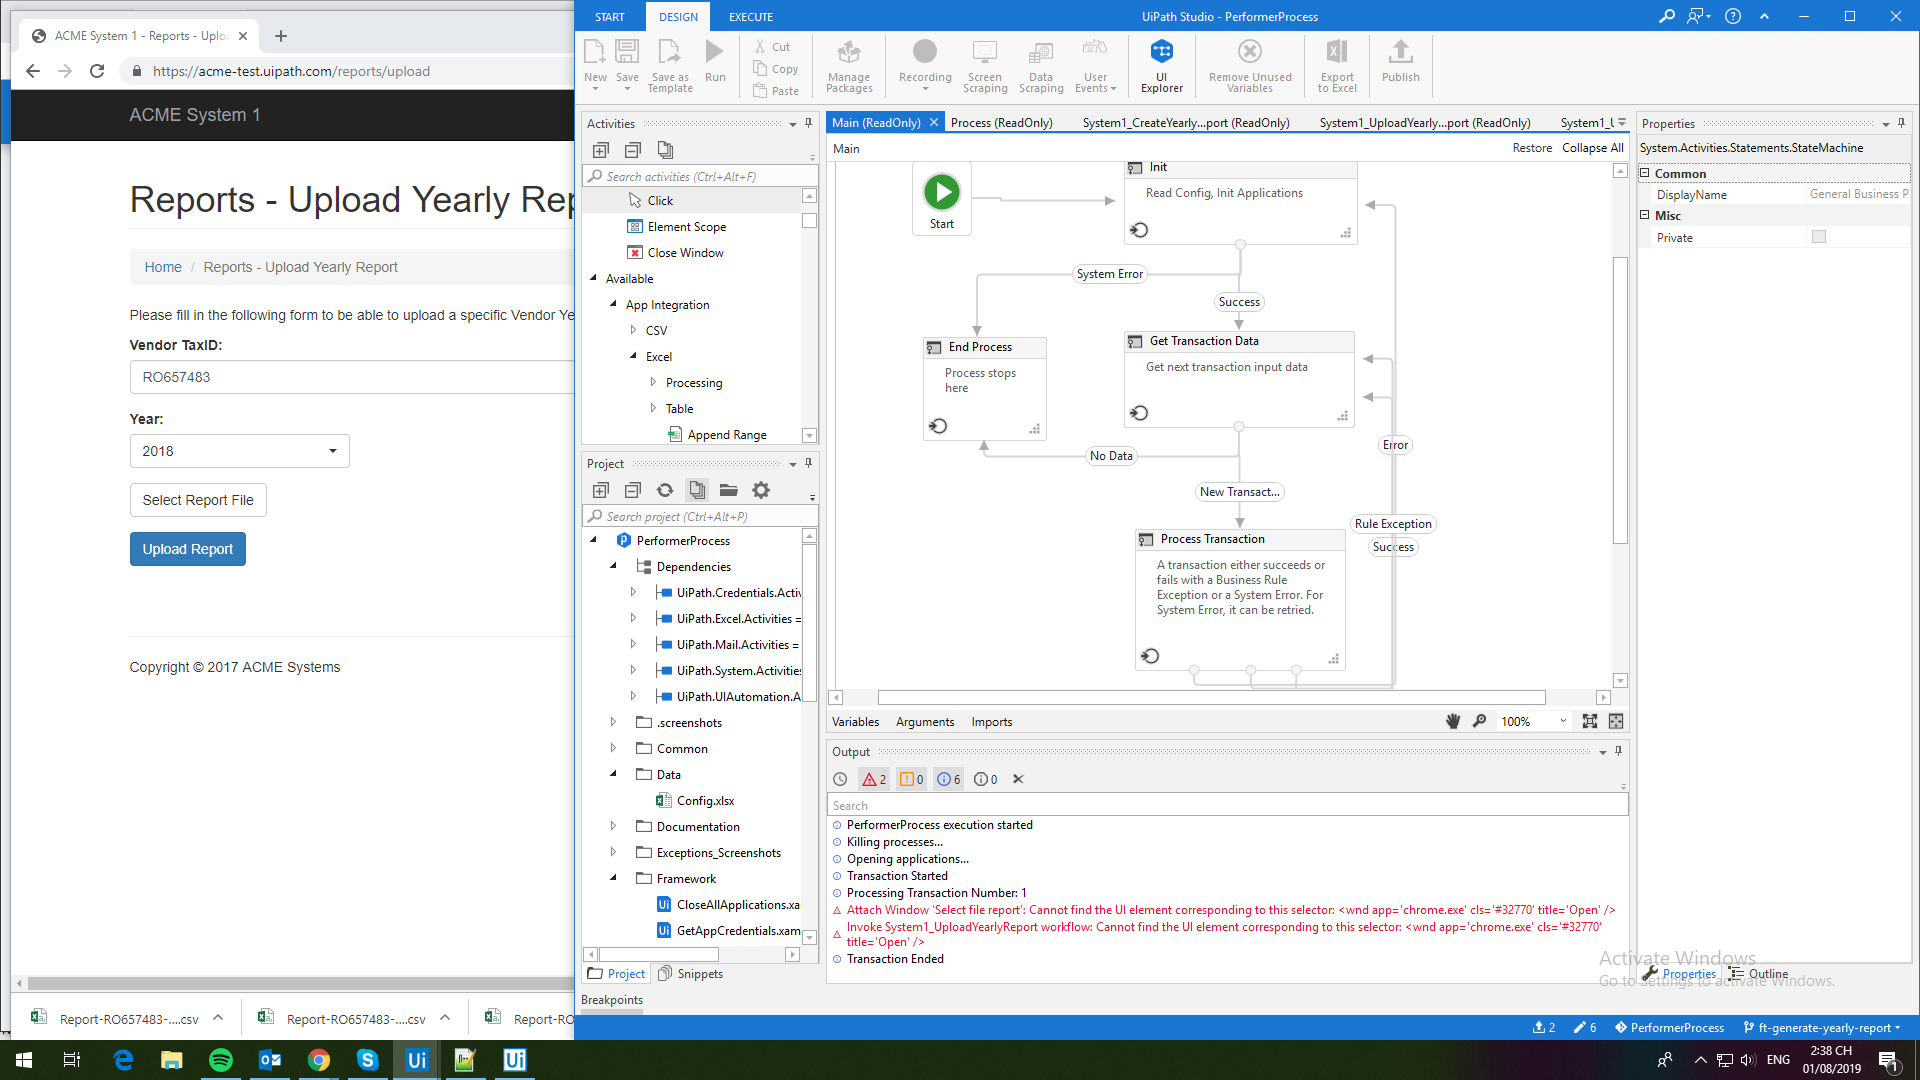 ACME System 1 - Reports - Uplo
https://acme-test.uipath.com/reports/upload
ACME System 1
Reports - Upload Yearly Rep
Home / Reports - Upload Yearly Report
Please fill in the following form to be able to upload a specific Vendor Ye
Vendor TaxID:
RO657483
Year:
2018
Select Report File
Upload Report
Copyright © 2017 ACME Systems
Report-RO657483-....csv
Report-RO657483-....csv
Report-RO
START DESIGN EXECUTE
UiPath Studio - PerformerProcess
New
Save
Save as Template
Run
Cut
Copy
Paste
Manage Packages
Recording
Screen Scraping
Data Scraping
User Events
UI Explorer
Remove Unused Variables
Export to Excel
Publish
Activities
Search activities (Ctrl+Alt+F)
Click
Element Scope
Close Window
Available
App Integration
CSV
Excel
Processing
Table
Append Range
Project
Search project (Ctrl+Alt+P)
PerformerProcess
Dependencies
UiPath.Credentials.Activ
UiPath.Excel.Activities =
UiPath.Mail.Activities =
UiPath.System.Activities
UiPath.UIAutomation.A
.screenshots
Common
Data
Config.xlsx
Documentation
Exceptions_Screenshots
Framework
CloseAllApplications.xa
GetAppCredentials.xam
Project Snippets
Breakpoints
Main (ReadOnly) Process (ReadOnly) System1_CreateYearly...port (ReadOnly) System1_UploadYearly...port (ReadOnly) System1_U
Main Restore Collapse All
Start
Init
Read Config, Init Applications
System Error
Success
End Process
Process stops here
Get Transaction Data
Get next transaction input data
No Data
Error
New Transact...
Rule Exception
Success
Process Transaction
A transaction either succeeds or
fails with a Business Rule
Exception or a System Error. For
System Error, it can be retried.
Variables Arguments Imports 100%
Output
2 0 6 0
Search
PerformerProcess execution started
Killing processes...
Opening applications...
Transaction Started
Processing Transaction Number: 1
Attach Window 'Select file report': Cannot find the UI element corresponding to this selector: <wnd app='chrome.exe' cls='#32770' title='Open' />
Invoke System1_UploadYearlyReport workflow: Cannot find the UI element corresponding to this selector: <wnd app='chrome.exe' cls='#32770'
title='Open' />
Transaction Ended
Properties
System.Activities.Statements.StateMachine
Common
DisplayName General Business P
Misc
Private
Activate Windows
Go to Settings to activate Windows.
Properties Outline
2 6 PerformerProcess ft-generate-yearly-report
ENG
2:38 CH
01/08/2019
1